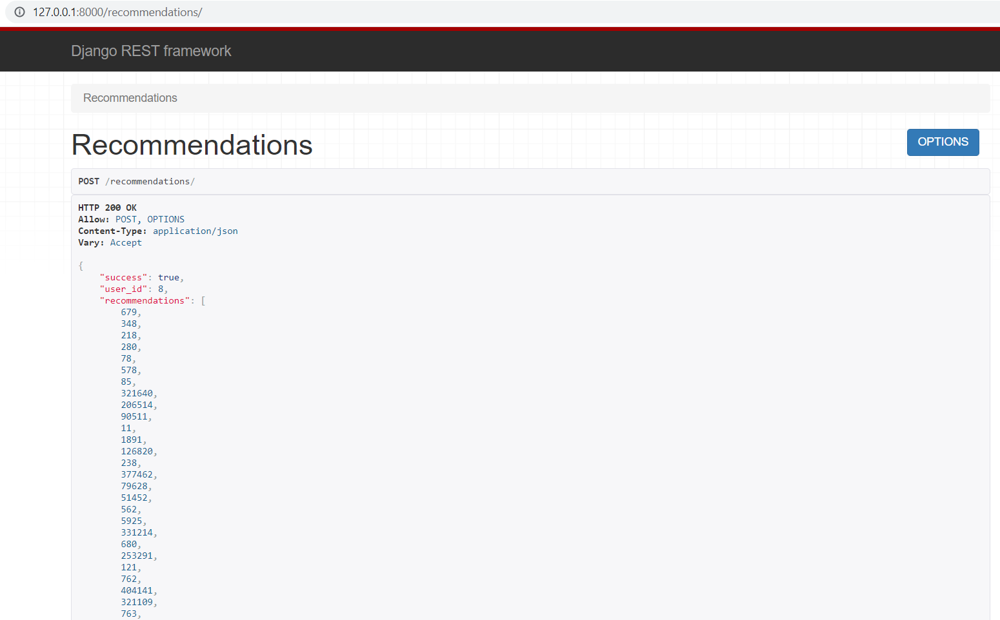 127.0.0.1:8000/recommendations/
Django REST framework
Recommendations
Recommendations
OPTIONS
POST /recommendations/
HTTP 200 OK
Allow: POST, OPTIONS
Content-Type: application/json
Vary: Accept
{
"success": true,
"user_id": 8,
"recommendations": [
679,
348,
218,
280,
78,
578,
85,
321640,
206514,
90511,
11,
1891,
126820,
238,
377462,
79628,
51452,
562,
5925,
331214,
680,
253291,
121,
762,
404141,
321109,
763,